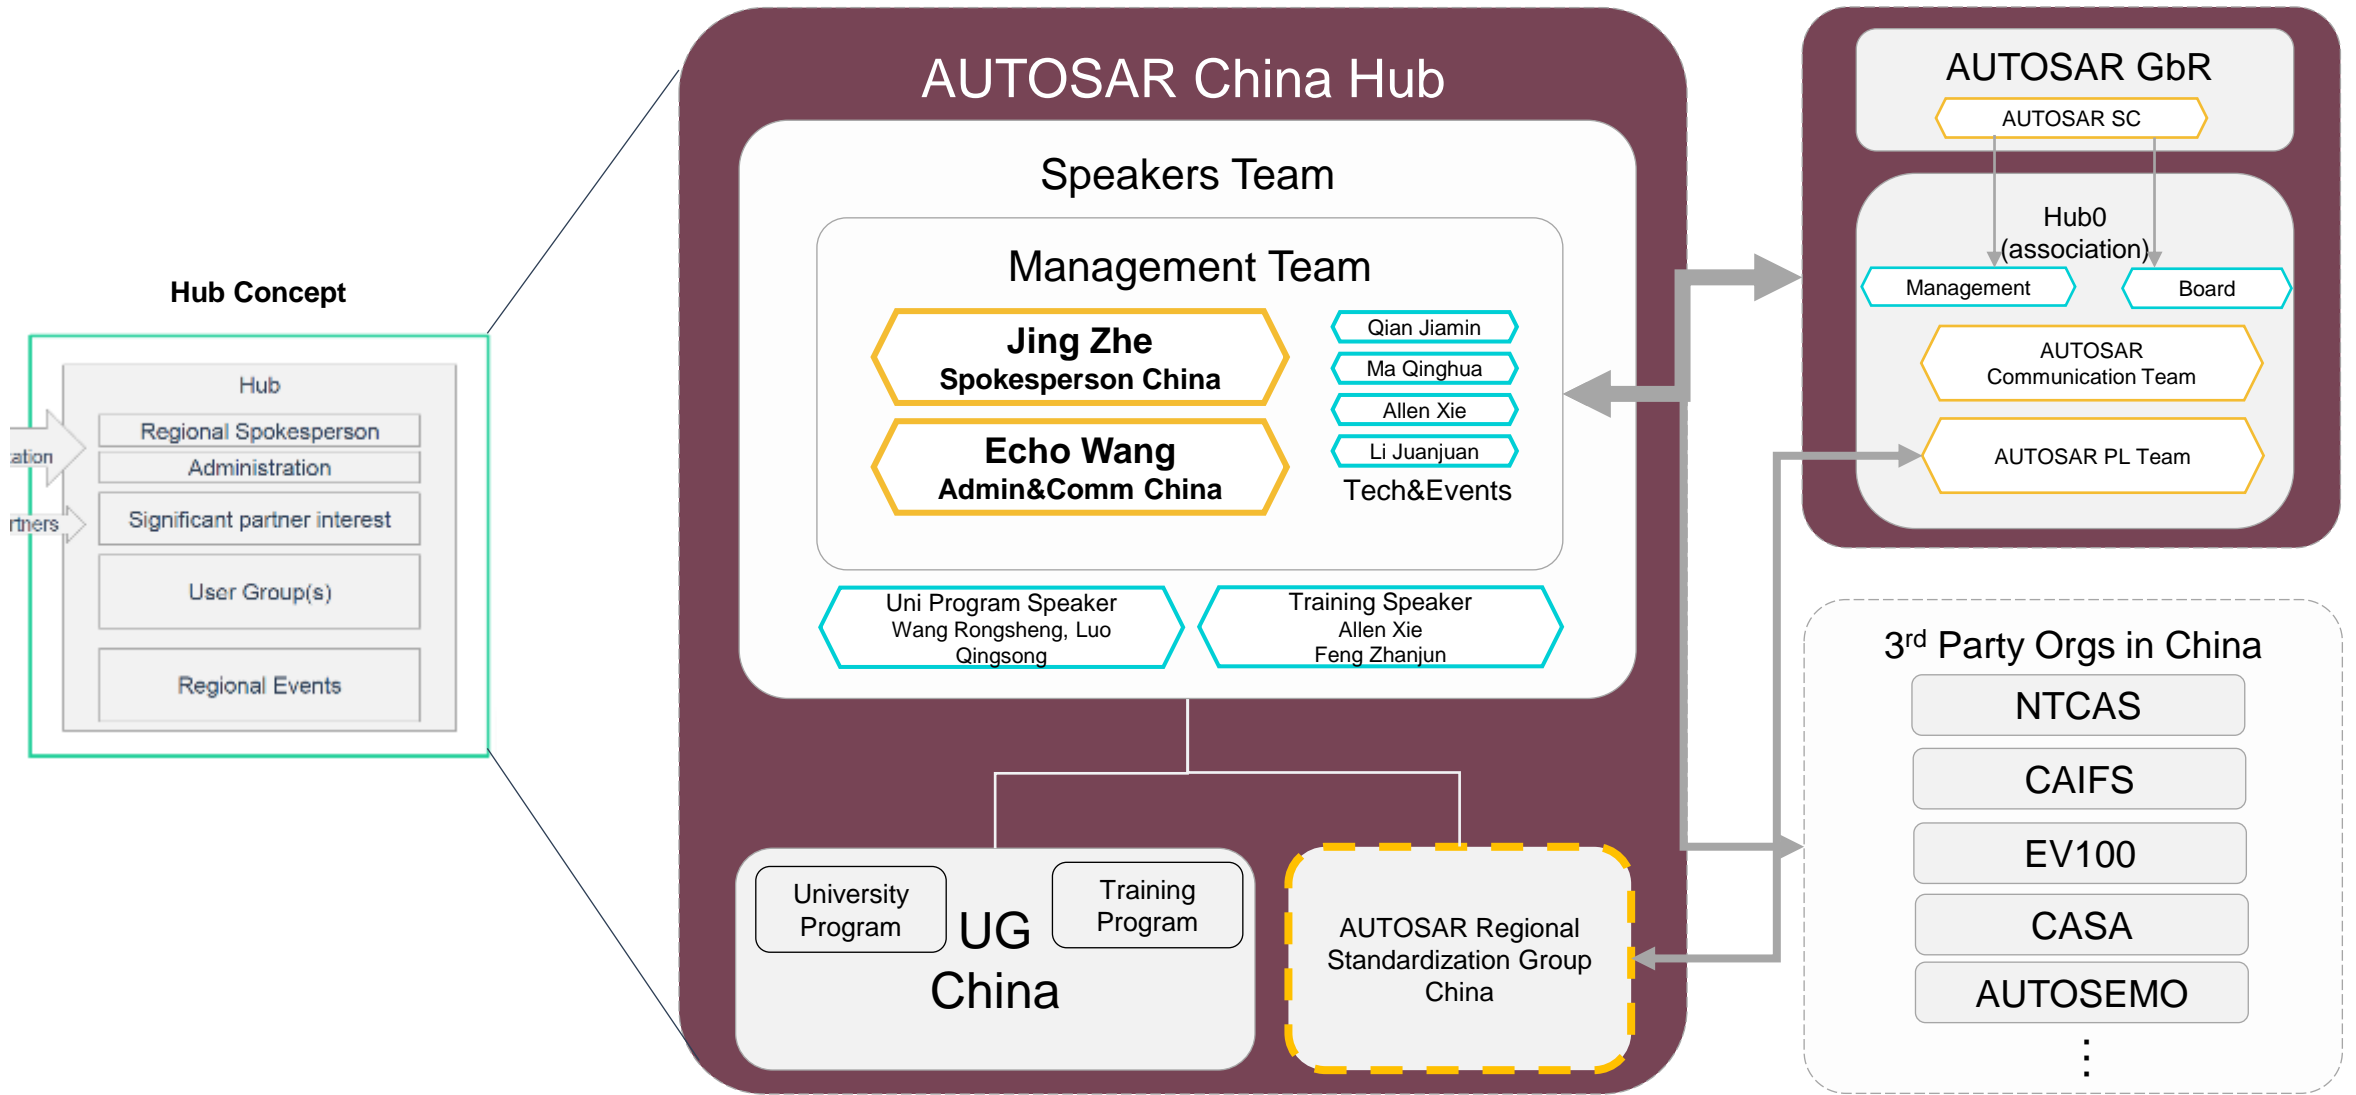 Hub Concept
Hub
Regional Spokesperson
Administration
Significant partner interest
User Group(s)
Regional Events
AUTOSAR China Hub
Speakers Team
Management Team
Jing Zhe
Spokesperson China
Echo Wang
Admin&Comm China
Qian Jiamin
Ma Qinghua
Allen Xie
Li Juanjuan
Tech&Events
Uni Program Speaker
Wang Rongsheng, Luo
Qingsong
Training Speaker
Allen Xie
Feng Zhanjun
University
Program
Training
Program
UG
China
AUTOSAR Regional
Standardization Group
China
AUTOSAR GbR
AUTOSAR SC
Hub0
(association)
Management
Board
AUTOSAR
Communication Team
AUTOSAR PL Team
3rd Party Orgs in China
NTCAS
CAIFS
EV100
CASA
AUTOSEMO
⋮